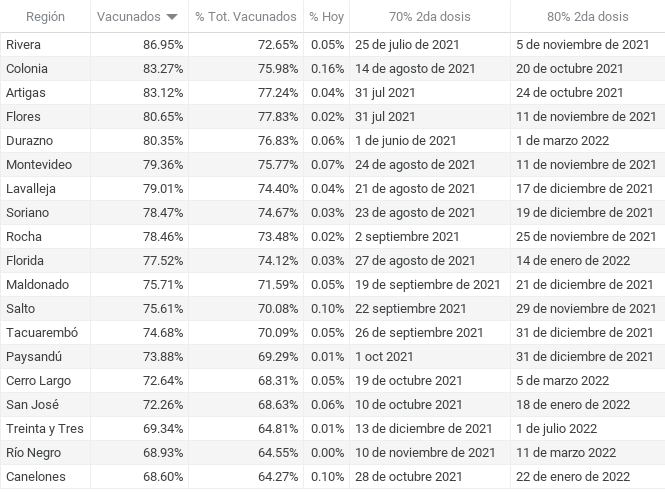 Región Vacunados % Tot. Vacunados % Hoy 70% 2da dosis 80% 2da dosis
Rivera 86.95% 72.65% 0.05% 25 de julio de 2021 5 de noviembre de 2021
Colonia 83.27% 75.98% 0.16% 14 de agosto de 2021 20 de octubre 2021
Artigas 83.12% 77.24% 0.04% 31 jul 2021 24 de octubre 2021
Flores 80.65% 77.83% 0.02% 31 jul 2021 11 de noviembre de 2021
Durazno 80.35% 76.83% 0.06% 1 de junio de 2021 1 de marzo 2022
Montevideo 79.36% 75.77% 0.07% 24 de agosto de 2021 11 de noviembre de 2021
Lavalleja 79.01% 74.40% 0.04% 21 de agosto de 2021 17 de diciembre de 2021
Soriano 78.47% 74.67% 0.03% 23 de agosto de 2021 19 de diciembre de 2021
Rocha 78.46% 73.48% 0.02% 2 septiembre 2021 25 de noviembre de 2021
Florida 77.52% 74.12% 0.03% 27 de agosto de 2021 14 de enero de 2022
Maldonado 75.71% 71.59% 0.05% 19 de septiembre de 2021 21 de diciembre de 2021
Salto 75.61% 70.08% 0.10% 22 septiembre 2021 29 de noviembre de 2021
Tacuarembó 74.68% 70.09% 0.05% 26 de septiembre 2021 31 de diciembre de 2021
Paysandú 73.88% 69.29% 0.01% 1 oct 2021 31 de diciembre de 2021
Cerro Largo 72.64% 68.31% 0.05% 19 de octubre 2021 5 de marzo 2022
San José 72.26% 68.63% 0.06% 10 de octubre 2021 18 de enero de 2022
Treinta y Tres 69.34% 64.81% 0.01% 13 de diciembre de 2021 1 de julio 2022
Río Negro 68.93% 64.55% 0.00% 10 de noviembre de 2021 11 de marzo 2022
Canelones 68.60% 64.27% 0.10% 28 de octubre 2021 22 de enero de 2022